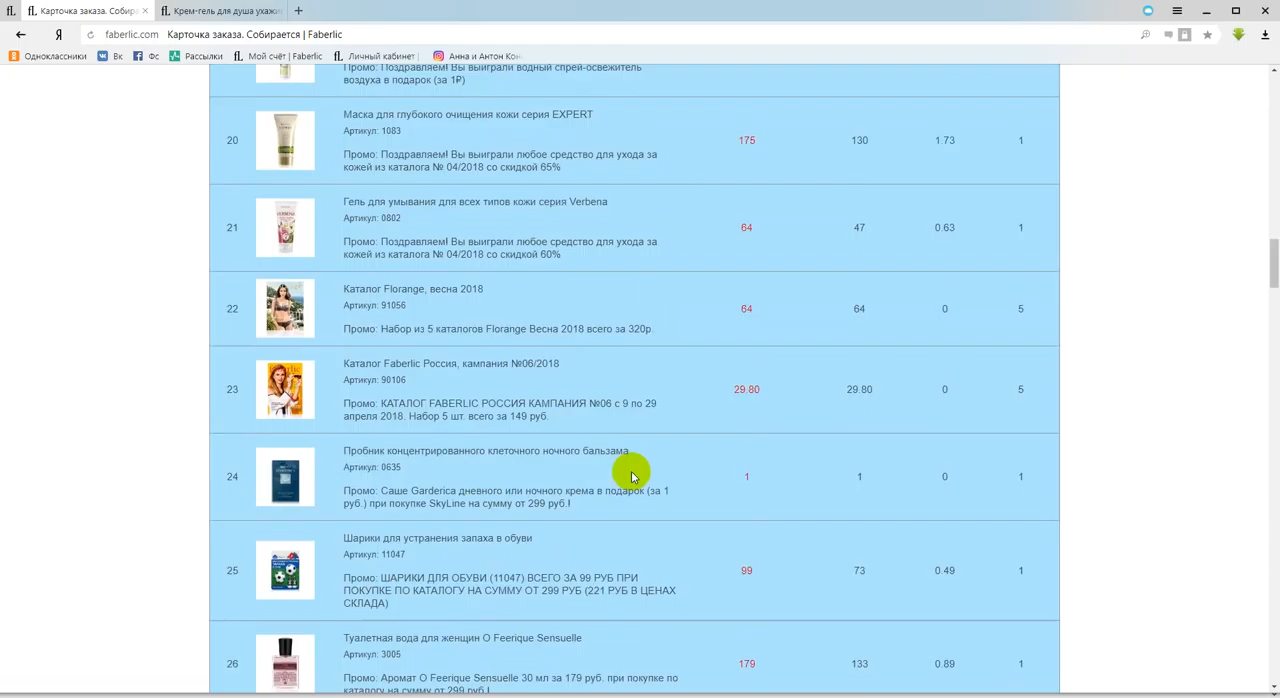 Карточка заказа. Собира
Крем-гель для душа ухажи
faberlic.com Карточка заказа. Собирается | Faberlic
Одноклассники Вк Фс Рассылки Мой счёт | Faberlic Личный кабинет Анна и Антон Кон
Промо: Поздравляем! Вы выиграли водный спрей-освежитель
воздуха в подарок (за 1₽)
20
Маска для глубокого очищения кожи серия EXPERT
Артикул: 1083
Промо: Поздравляем! Вы выиграли любое средство для ухода за
кожей из каталога № 04/2018 со скидкой 65%
175 130 1.73 1
21
Гель для умывания для всех типов кожи серия Verbena
Артикул: 0802
Промо: Поздравляем! Вы выиграли любое средство для ухода за
кожей из каталога № 04/2018 со скидкой 60%
64 47 0.63 1
22
Каталог Florange, весна 2018
Артикул: 91056
Промо: Набор из 5 каталогов Florange Весна 2018 всего за 320р.
64 64 0 5
23
Каталог Faberlic Россия, кампания №06/2018
Артикул: 90106
Промо: КАТАЛОГ FABERLIC РОССИЯ КАМПАНИЯ №06 с 9 по 29
апреля 2018. Набор 5 шт. всего за 149 руб.
29.80 29.80 0 5
24
Пробник концентрированного клеточного ночного бальзама
Артикул: 0635
Промо: Саше Garderica дневного или ночного крема в подарок (за 1
руб.) при покупке SkyLine на сумму от 299 руб.!
1 1 0 1
25
Шарики для устранения запаха в обуви
Артикул: 11047
Промо: ШАРИКИ ДЛЯ ОБУВИ (11047) ВСЕГО ЗА 99 РУБ ПРИ
ПОКУПКЕ ПО КАТАЛОГУ НА СУММУ ОТ 299 РУБ (221 РУБ В ЦЕНАХ
СКЛАДА)
99 73 0.49 1
26
Туалетная вода для женщин O Feerique Sensuelle
Артикул: 3005
Промо: Аромат O Feerique Sensuelle 30 мл за 179 руб. при покупке по
каталогу на сумму от 299 руб.!
179 133 0.89 1